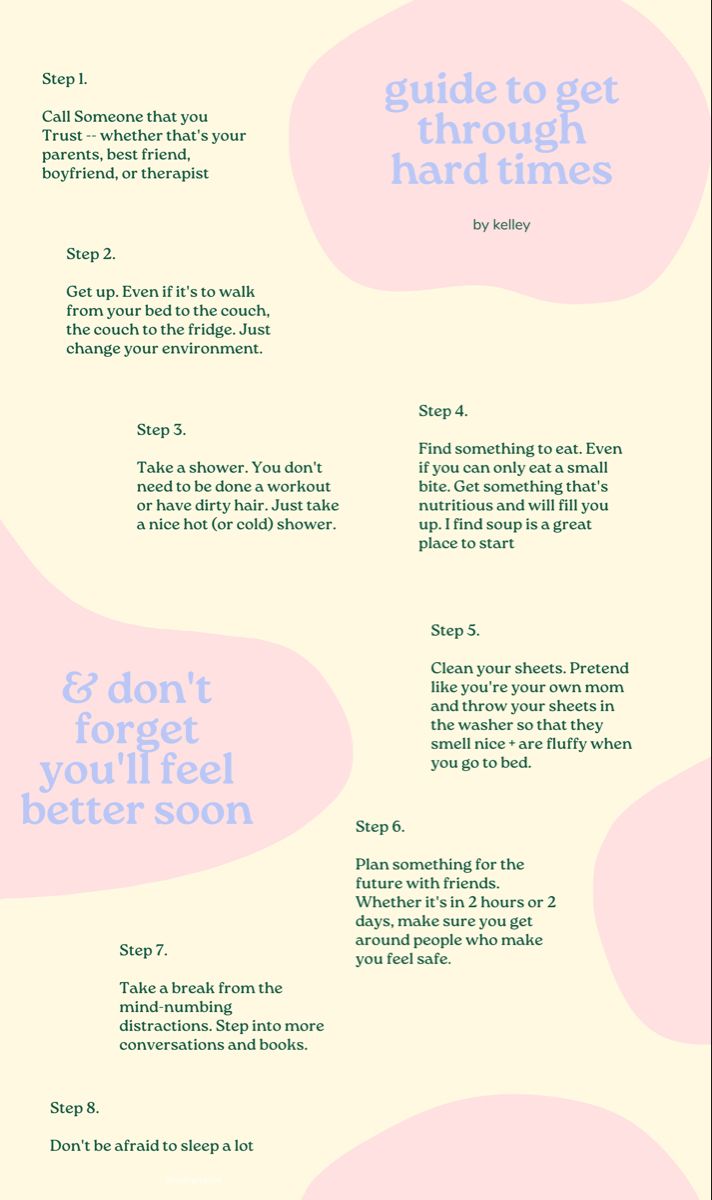 guide to get
through
hard times
by kelley
Step 1.
Call Someone that you
Trust -- whether that's your
parents, best friend,
boyfriend, or therapist
Step 2.
Get up. Even if it's to walk
from your bed to the couch,
the couch to the fridge. Just
change your environment.
Step 3.
Take a shower. You don't
need to be done a workout
or have dirty hair. Just take
a nice hot (or cold) shower.
Step 4.
Find something to eat. Even
if you can only eat a small
bite. Get something that's
nutritious and will fill you
up. I find soup is a great
place to start
Step 5.
Clean your sheets. Pretend
like you're your own mom
and throw your sheets in
the washer so that they
smell nice + are fluffy when
you go to bed.
& don't
forget
you'll feel
better soon
Step 6.
Plan something for the
future with friends.
Whether it's in 2 hours or 2
days, make sure you get
around people who make
you feel safe.
Step 7.
Take a break from the
mind-numbing
distractions. Step into more
conversations and books.
Step 8.
Don't be afraid to sleep a lot